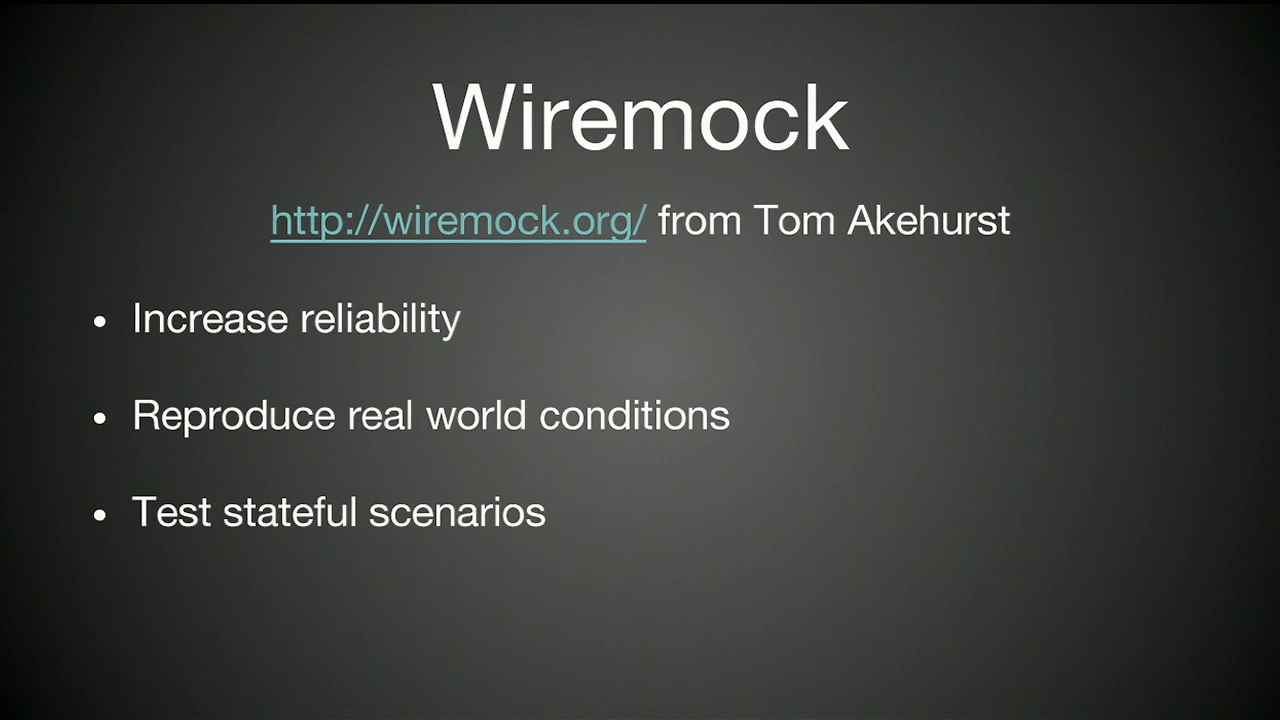 Wiremock
http://wiremock.org/ from Tom Akehurst
• Increase reliability
• Reproduce real world conditions
• Test stateful scenarios